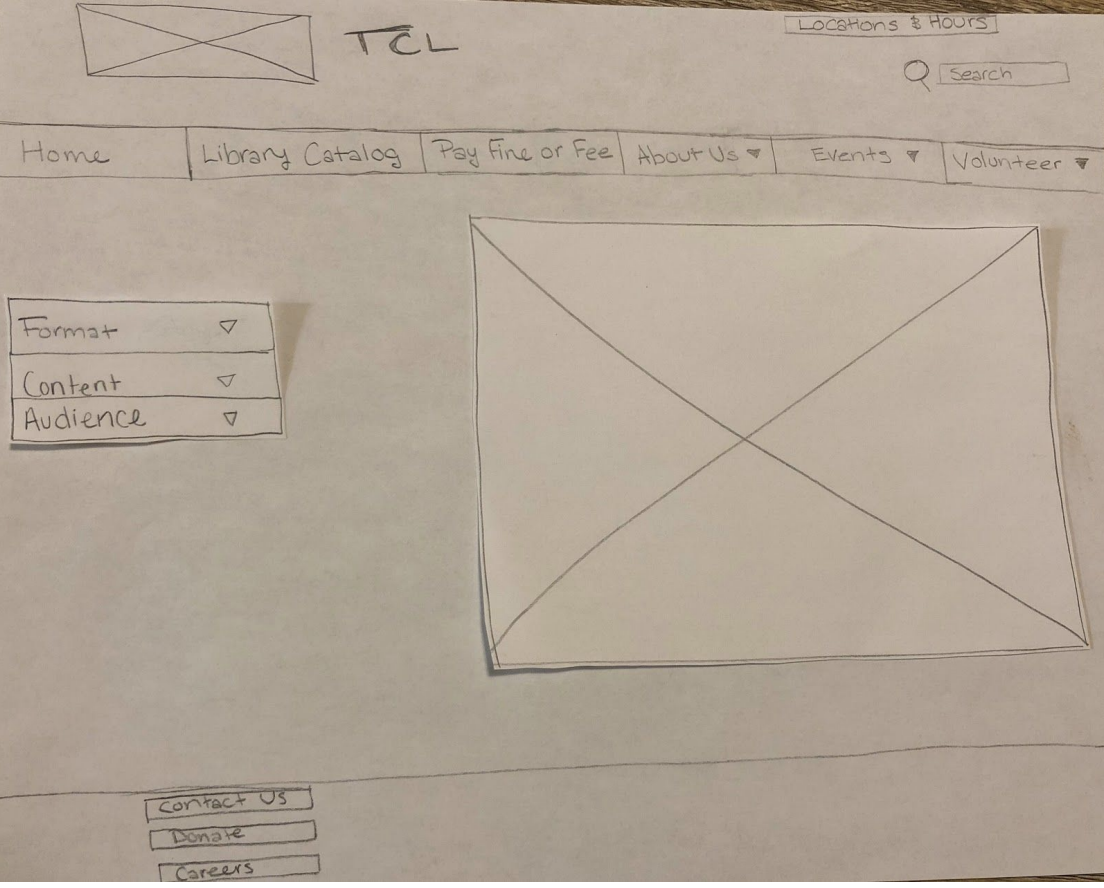 TCL
Locations & Hours
Search
Home
Library Catalog
Pay Fine or Fee
About Us
Events
Volunteer
Format
Content
Audience
Contact Us
Donate
Careers